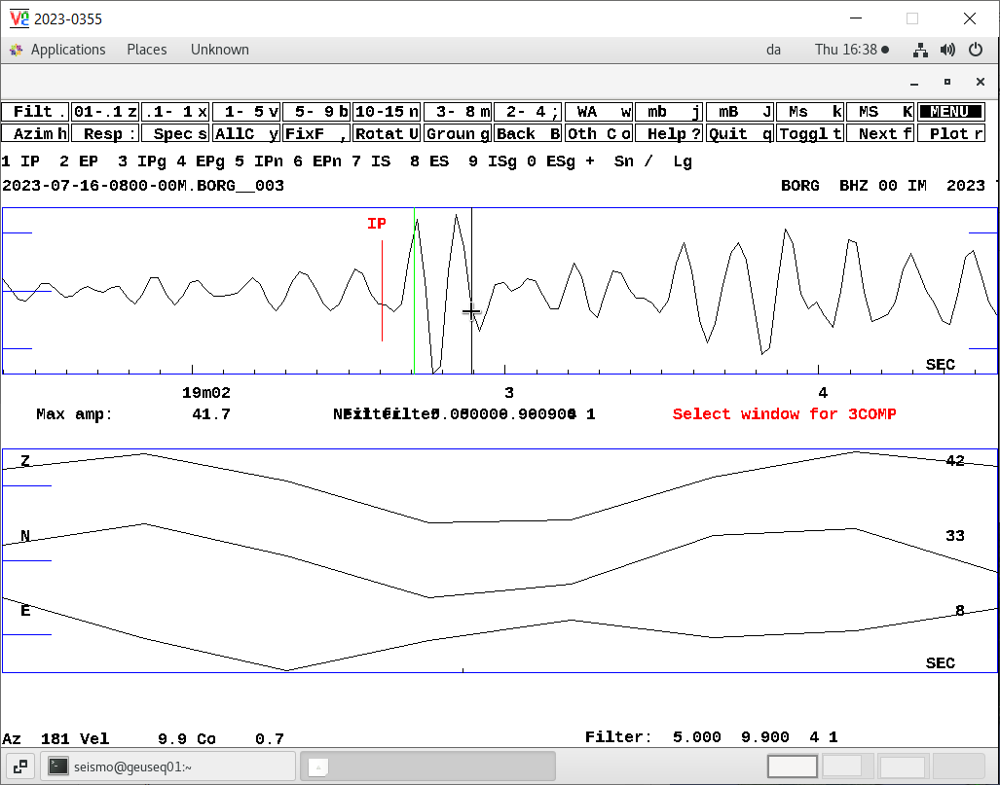 2023-0355
Applications Places Unknown da Thu 16:38
Filt . 01-.1 z .1- 1 x 1- 5 v 5- 9 b 10-15 n 3- 8 m 2- 4 ; WA w mb j mB J Ms k MS K MENU
Azim h Resp : Spec s AllC y FixF , Rotat U Groun g Back B Oth C o Help ? Quit q Toggl t Next f Plot r
1 IP 2 EP 3 IPg 4 EPg 5 IPn 6 EPn 7 IS 8 ES 9 ISg 0 ESg + Sn / Lg
2023-07-16-0800-00M.BORG__003 BORG BHZ 00 IM 2023
IP
SEC
19m02 3 4
Max amp: 41.7 Select window for 3COMP
Z 42
N 33
E 8
SEC
Az 181 Vel 9.9 Co 0.7 Filter: 5.000 9.900 4 1
seismo@geuseq01:~